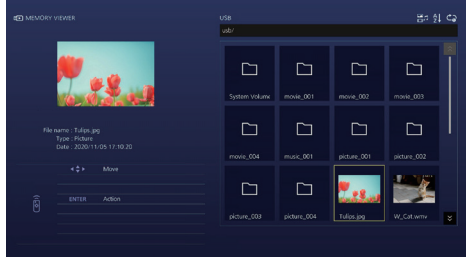 MEMORY VIEWER
USB
usb/
System Volume
movie_001
movie_002
movie_003
File name : Tulips.jpg
Type : Picture
Date : 2020/11/05 17:10:20
movie_004
music_001
picture_001
picture_002
Move
ENTER Action
picture_003
picture_004
Tulips.jpg
W_Cat.wmv